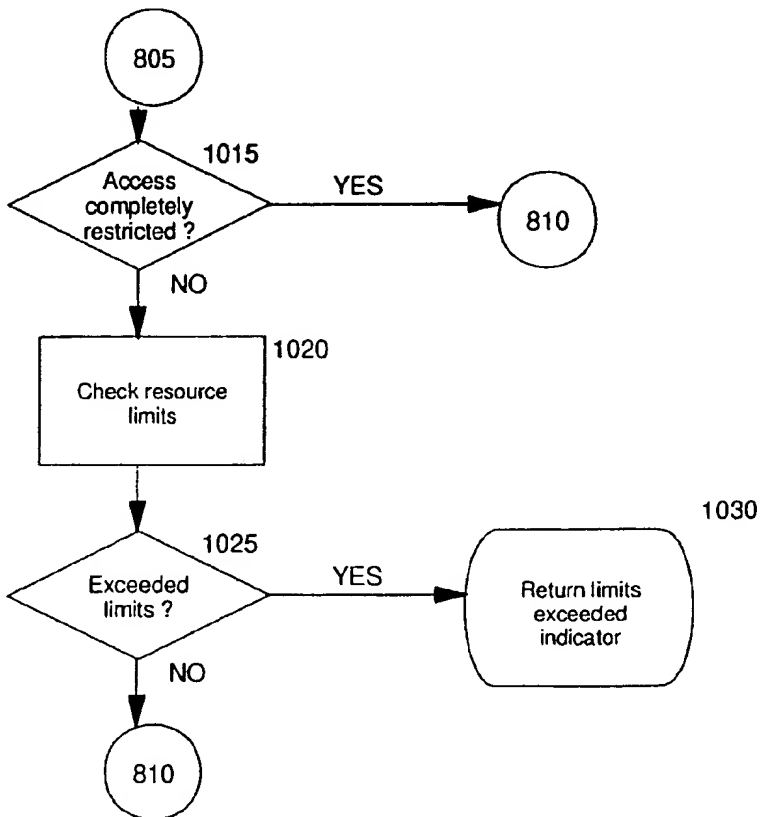 805
1015
Access
completely
restricted ?
YES
810
NO
1020
Check resource
limits
1030
1025
Exceeded
limits ?
YES
Return limits
exceeded
indicator
NO
810